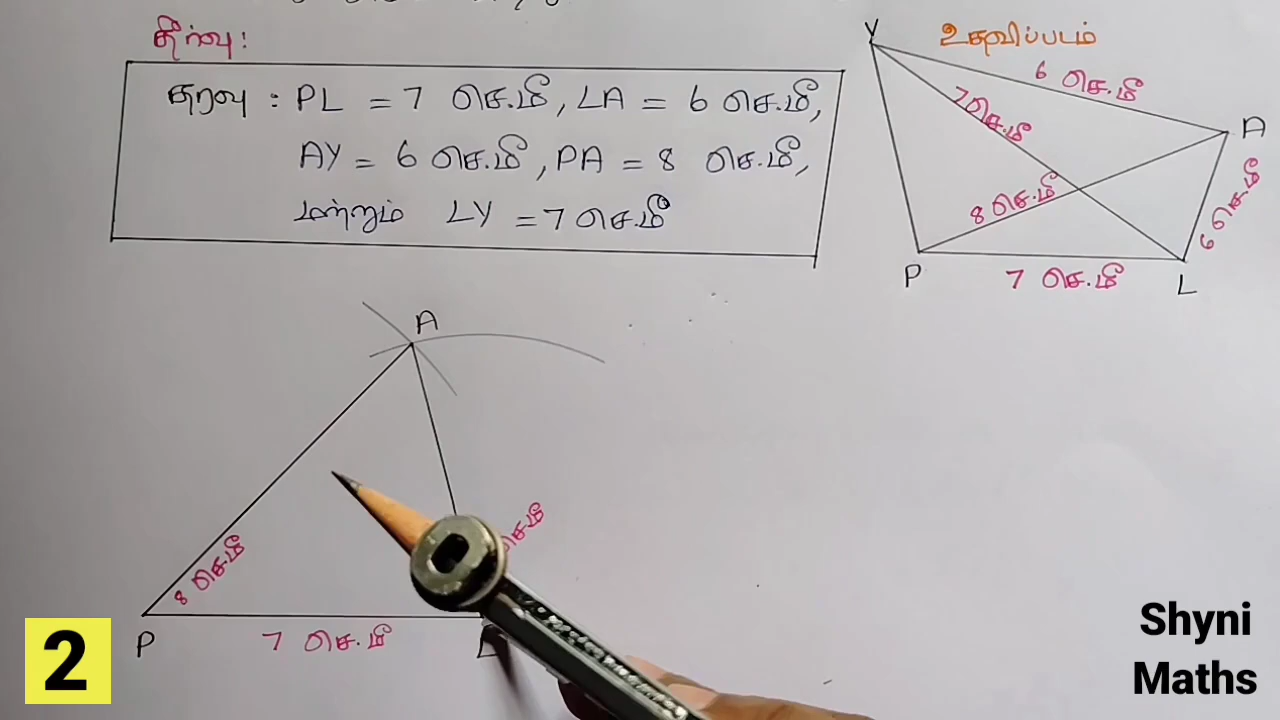 தீர்வு:
தரவு : PL = 7 செ.மீ, LA = 6 செ.மீ,
AY = 6 செ.மீ, PA = 8 செ.மீ,
மற்றும் LY = 7 செ.மீ
உதவிப்படம்
Y
6 செ.மீ
7 செ.மீ
A
8 செ.மீ
6 செ.மீ
P
7 செ.மீ
L
A
8 செ.மீ
செ.மீ
P
7 செ.மீ
L
2
Shyni
Maths